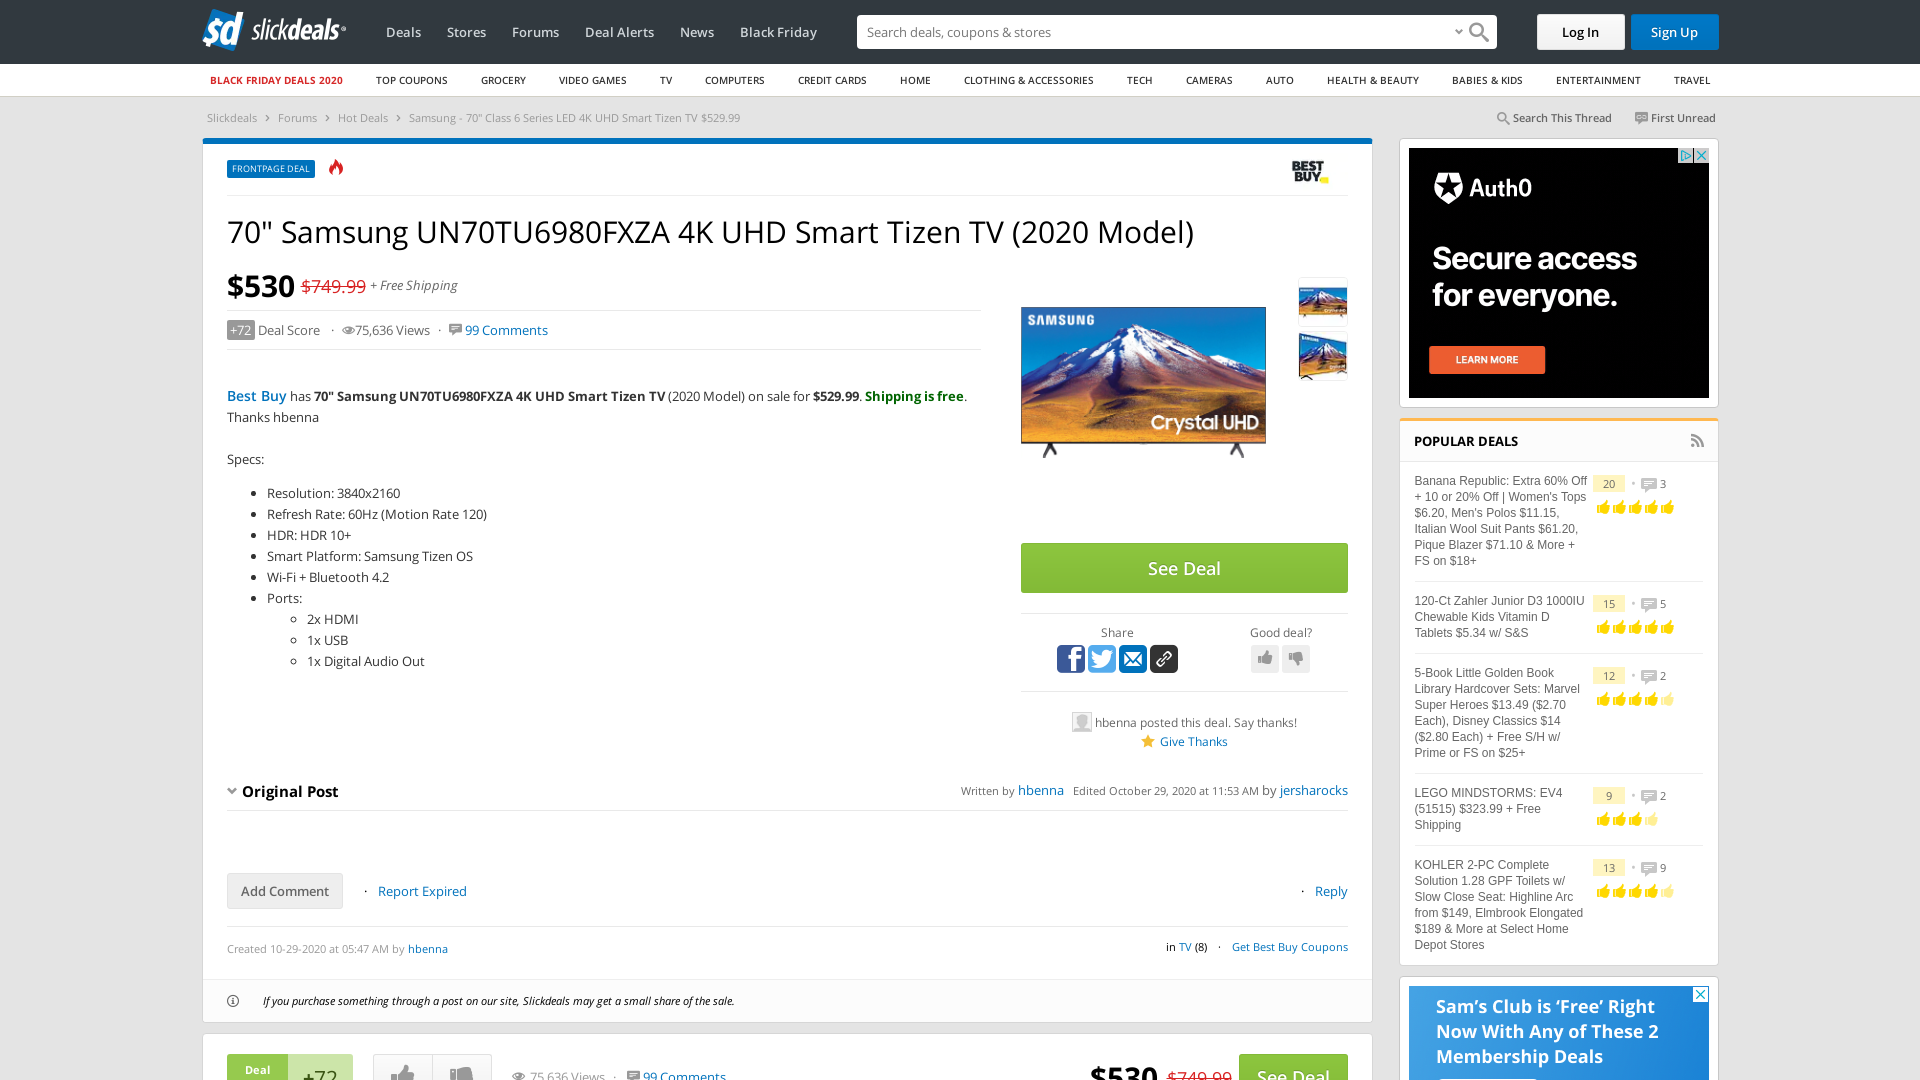 slickdeals
Deals
Stores
Forums
Deal Alerts
News
Black Friday
Search deals, coupons & shopping
Log In
Sign Up
BLACK FRIDAY DEALS 2020
TOP COUPONS
GROCERY
VIDEO GAMES
TV
COMPUTERS
CREDIT CARDS
HOME
CLOTHING & ACCESSORIES
TECH
CAMERAS
AUTO
HEALTH & BEAUTY
BABIES & KIDS
ENTERTAINMENT
TRAVEL
Slickdeals > Forums > Hot Deals > Samsung - 70" Class 6 Series LED 4K UHD Smart Tizen TV $529.99
Search This Thread
First Unread
FRONTPAGE DEAL
BEST
BUY
70" Samsung UN70TU6980FXZA 4K UHD Smart Tizen TV (2020 Model)
$530 $749.99 + Free Shipping
+72 Deal Score · 75,636 Views · 99 Comments
Best Buy has 70" Samsung UN70TU6980FXZA 4K UHD Smart Tizen TV (2020 Model) on sale for $529.99. Shipping is free.
Thanks hbenna
Specs:
Resolution: 3840x2160
Refresh Rate: 60Hz (Motion Rate 120)
HDR: HDR 10+
Smart Platform: Samsung Tizen OS
Wi-Fi + Bluetooth 4.2
Ports:
2x HDMI
1x USB
1x Digital Audio Out
SAMSUNG
Crystal UHD
See Deal
Share
Good deal?
hbenna posted this deal. Say thanks!
Give Thanks
Original Post
Written by hbenna Edited October 29, 2020 at 11:53 AM by jersharocks
Add Comment · Report Expired
· Reply
Created 10-29-2020 at 05:47 AM by hbenna
in TV (8) · Get Best Buy Coupons
If you purchase something through a post on our site, Slickdeals may get a small share of the sale.
Deal
+72
75,636 Views · 99 Comments
$530 $749.99
See Deal
Auth0
Secure access
for everyone.
LEARN MORE
POPULAR DEALS
Banana Republic: Extra 60% Off
+ 10 or 20% Off | Women's Tops
$6.20, Men's Polos $11.15,
Italian Wool Suit Pants $61.20,
Pique Blazer $71.10 & More +
FS on $18+
20 · 3
120-Ct Zahler Junior D3 1000IU
Chewable Kids Vitamin D
Tablets $5.34 w/ S&S
15 · 5
5-Book Little Golden Book
Library Hardcover Sets: Marvel
Super Heroes $13.49 ($2.70
Each), Disney Classics $14
($2.80 Each) + Free S/H w/
Prime or FS on $25+
12 · 2
LEGO MINDSTORMS: EV4
(51515) $323.99 + Free
Shipping
9 · 2
KOHLER 2-PC Complete
Solution 1.28 GPF Toilets w/
Slow Close Seat: Highline Arc
from $149, Elmbrook Elongated
$189 & More at Select Home
Depot Stores
13 · 9
Sam's Club is ‘Free’ Right
Now With Any of These 2
Membership Deals